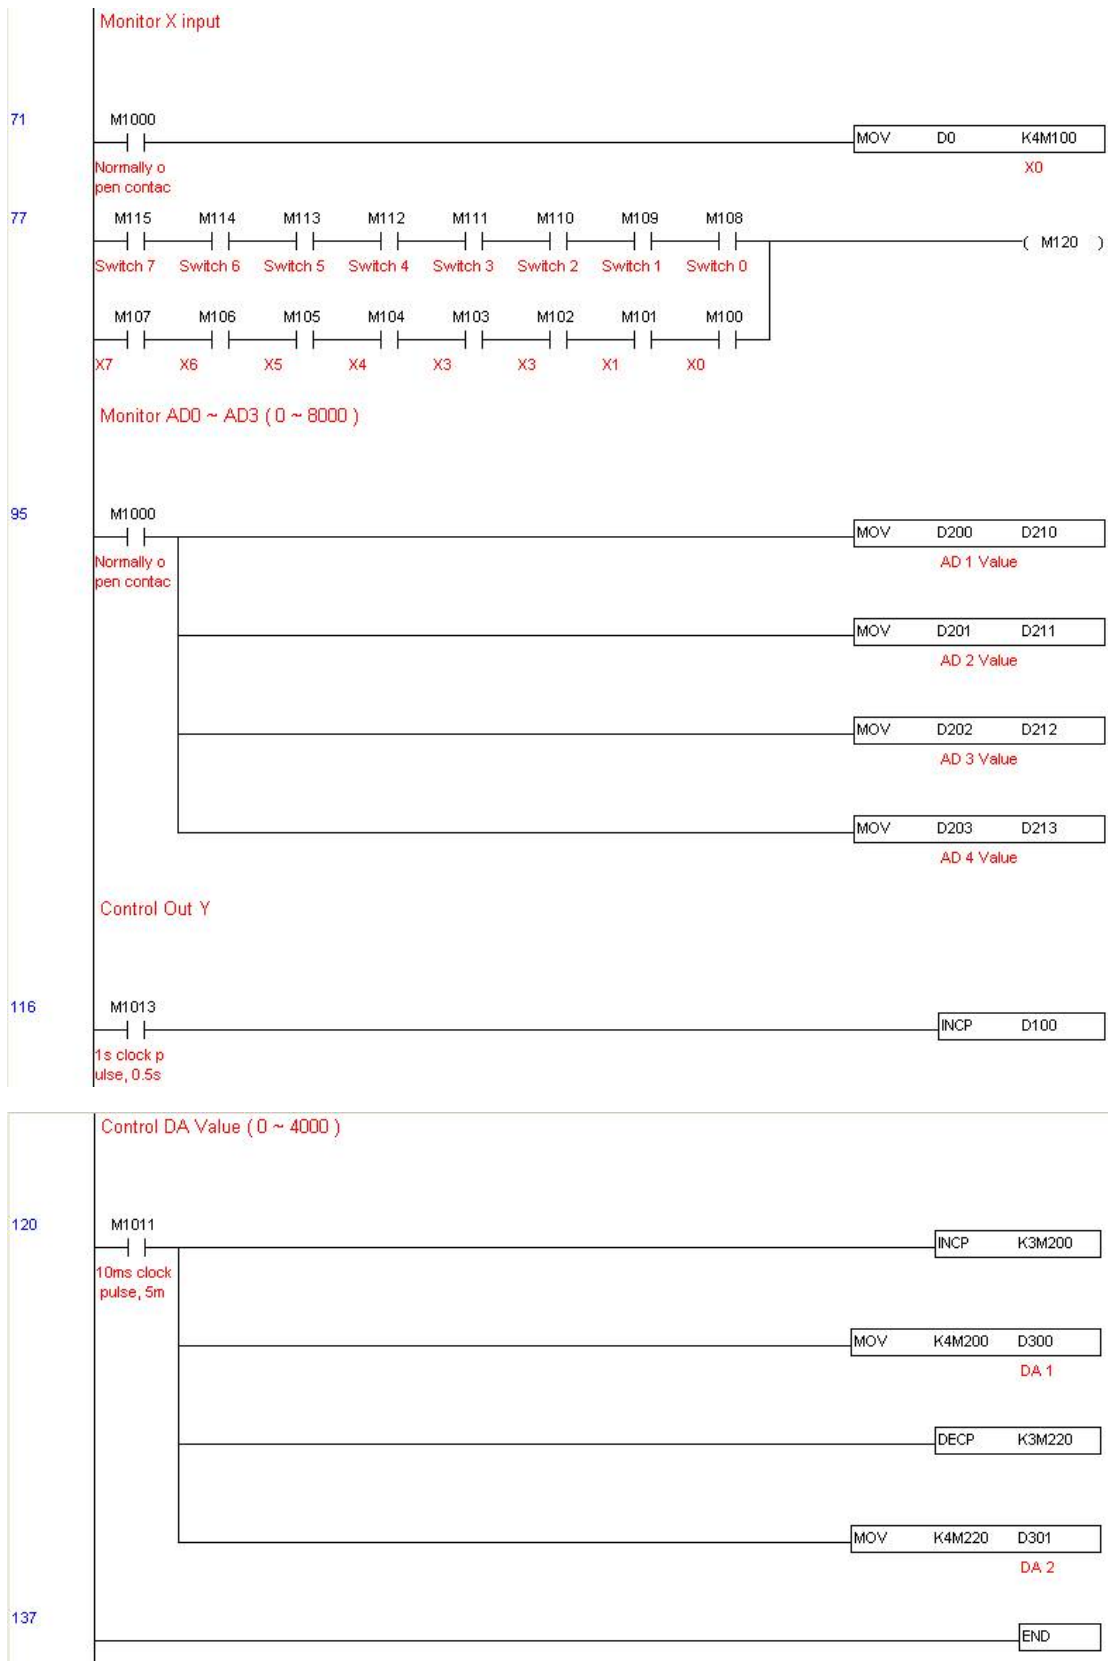 Monitor X input
71 M1000
MOV D0 K4M100
Normally o
pen contac
X0
77 M115 M114 M113 M112 M111 M110 M109 M108
( M120 )
Switch 7 Switch 6 Switch 5 Switch 4 Switch 3 Switch 2 Switch 1 Switch 0
M107 M106 M105 M104 M103 M102 M101 M100
X7 X6 X5 X4 X3 X3 X1 X0
Monitor AD0 ~ AD3 ( 0 ~ 8000 )
95 M1000
MOV D200 D210
Normally o
pen contac
AD 1 Value
MOV D201 D211
AD 2 Value
MOV D202 D212
AD 3 Value
MOV D203 D213
AD 4 Value
Control Out Y
116 M1013
INCP D100
1s clock p
ulse, 0.5s
Control DA Value ( 0 ~ 4000 )
120 M1011
INCP K3M200
10ms clock
pulse, 5m
MOV K4M200 D300
DA 1
DECP K3M220
MOV K4M220 D301
DA 2
137
END